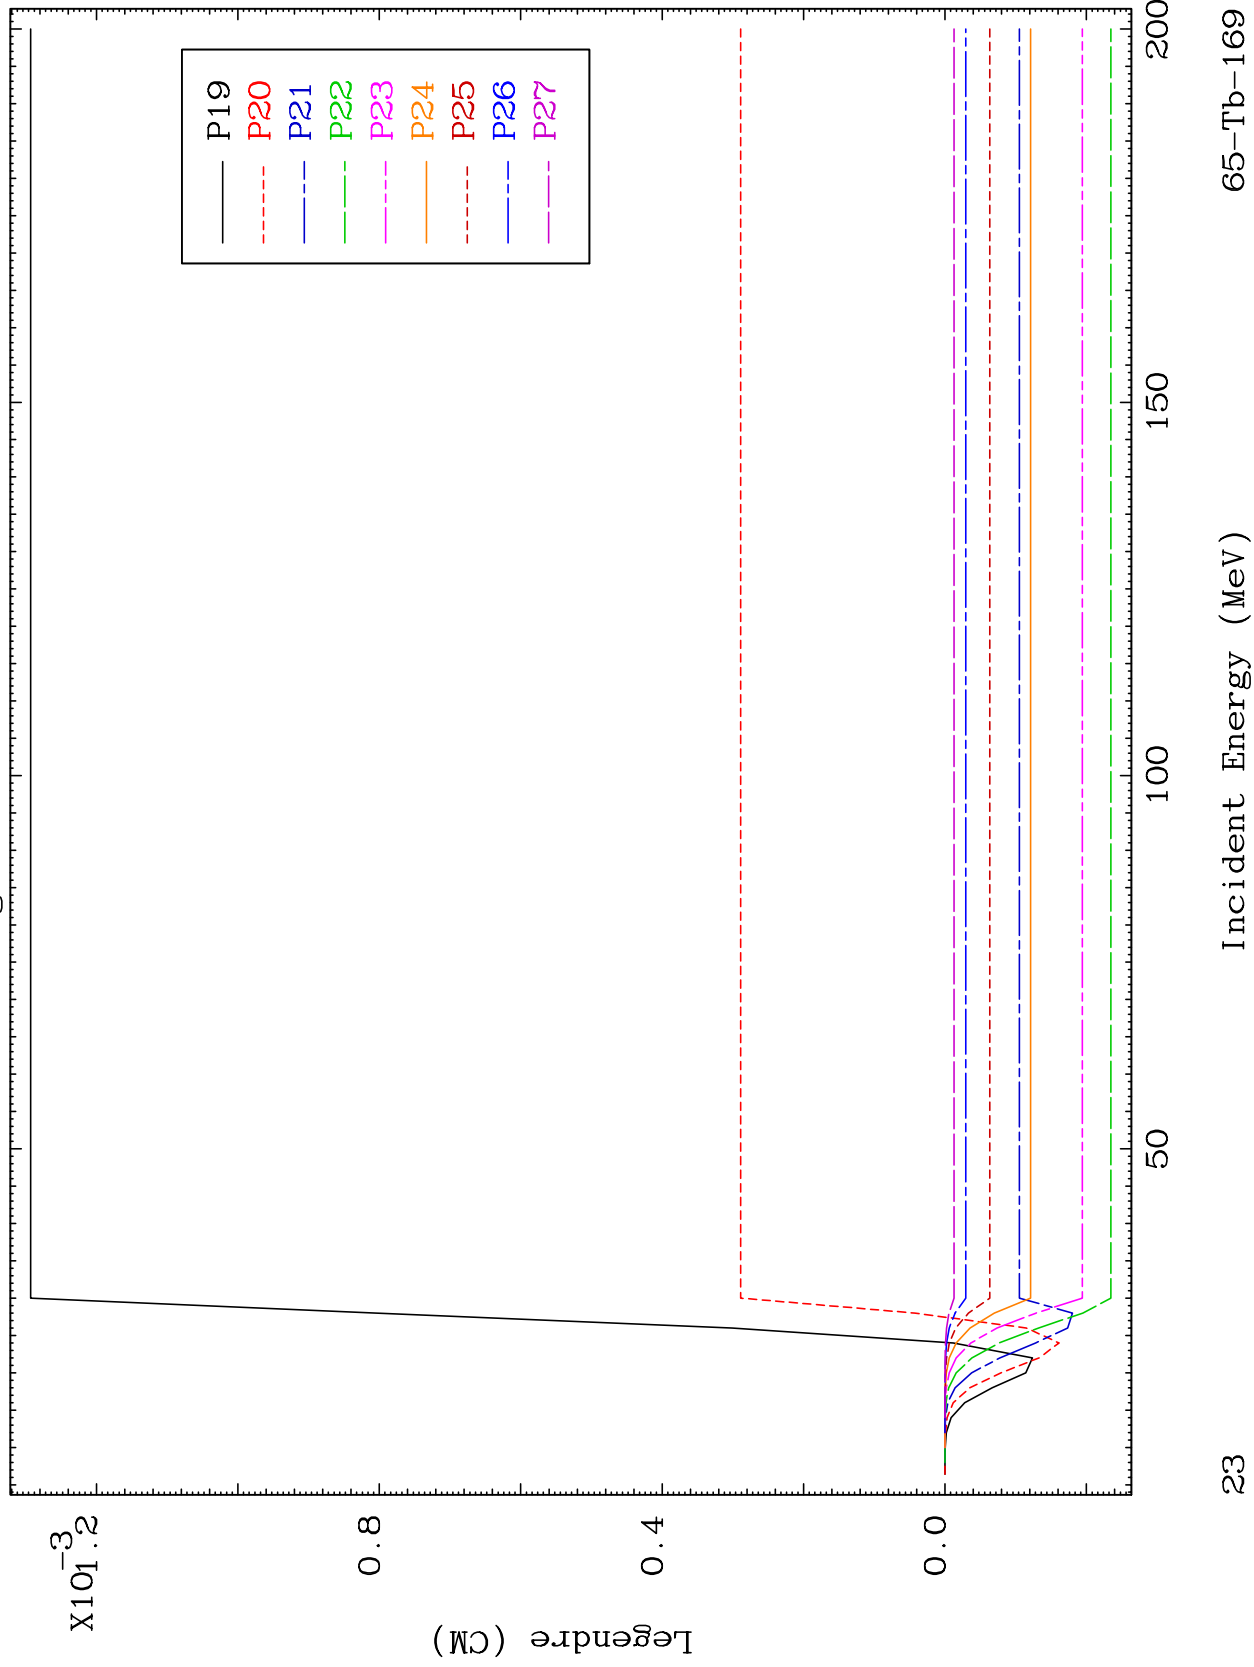 X10-3
1.2
0.8
0.4
0.0
Legendre (CM)
P19
P20
P21
P22
P23
P24
P25
P26
P27
50
100
150
200
Incident Energy (MeV)
23
65-Tb-169